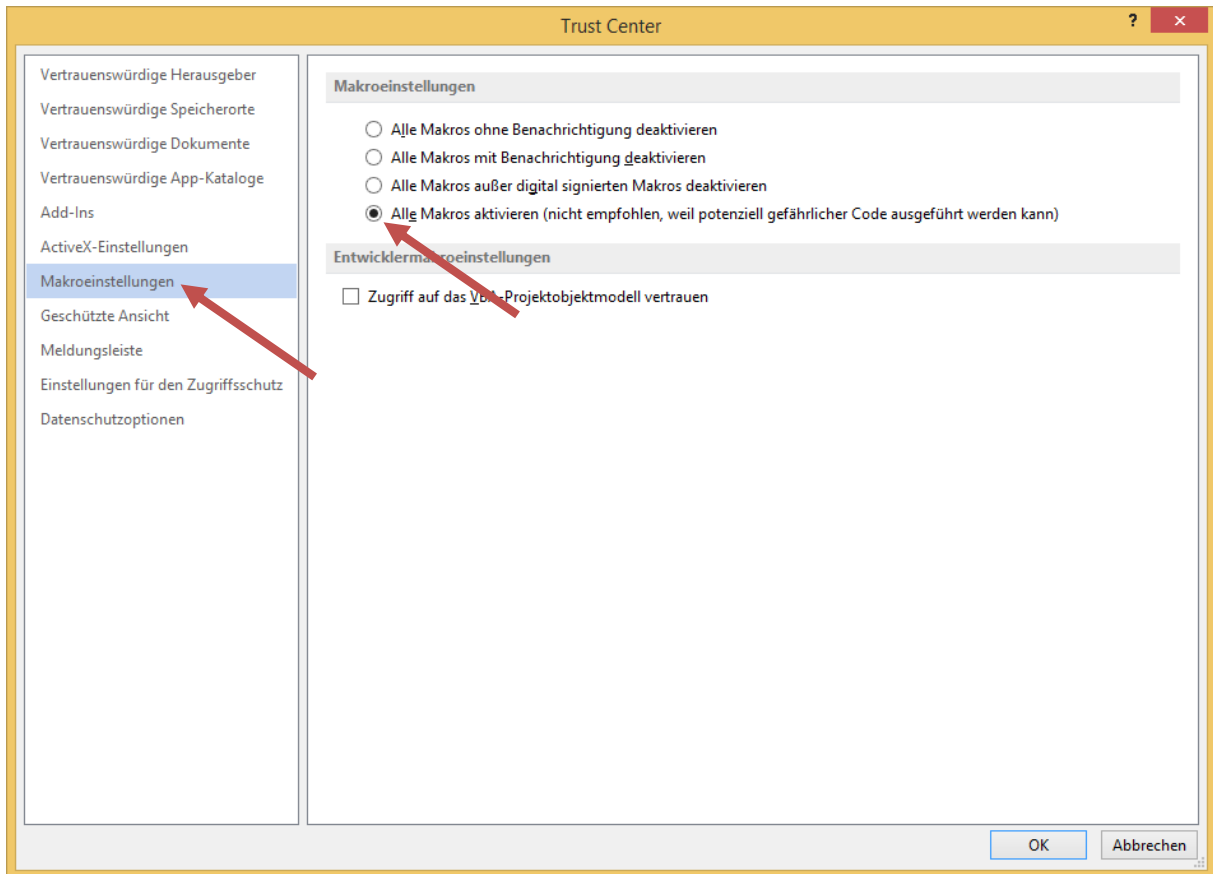 Trust Center
?
Vertrauenswürdige Herausgeber
Vertrauenswürdige Speicherorte
Vertrauenswürdige Dokumente
Vertrauenswürdige App-Kataloge
Add-Ins
ActiveX-Einstellungen
Makroeinstellungen
Geschützte Ansicht
Meldungsleiste
Einstellungen für den Zugriffsschutz
Datenschutzoptionen
Makroeinstellungen
Alle Makros ohne Benachrichtigung deaktivieren
Alle Makros mit Benachrichtigung deaktivieren
Alle Makros außer digital signierten Makros deaktivieren
Alle Makros aktivieren (nicht empfohlen, weil potenziell gefährlicher Code ausgeführt werden kann)
Entwicklermakroeinstellungen
Zugriff auf das VBA-Projektobjektmodell vertrauen
OK
Abbrechen